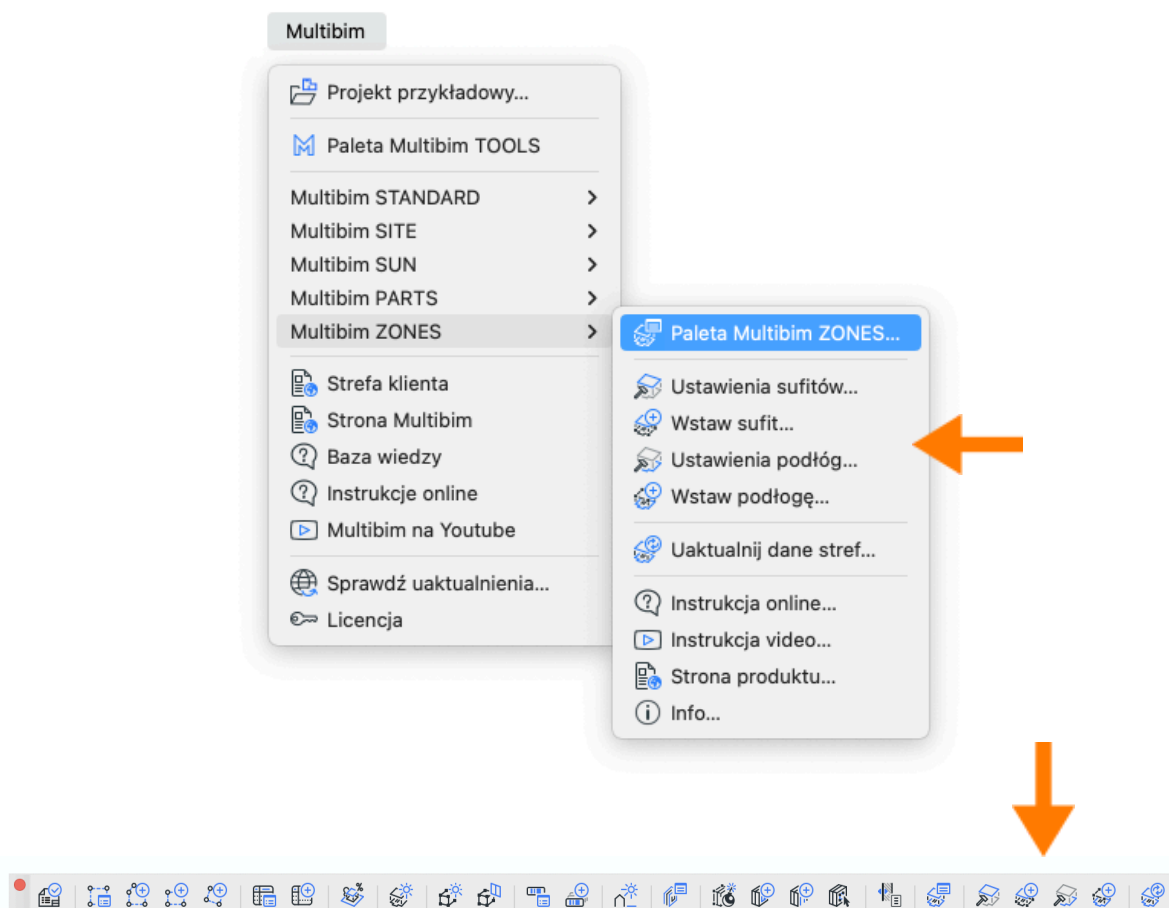 Multibim
Projekt przykładowy...
Paleta Multibim TOOLS
Multibim STANDARD
Multibim SITE
Multibim SUN
Multibim PARTS
Multibim ZONES
Strefa klienta
Strona Multibim
Baza wiedzy
Instrukcje online
Multibim na Youtube
Sprawdź uaktualnienia...
Licencja
Paleta Multibim ZONES...
Ustawienia sufitów...
Wstaw sufit...
Ustawienia podłóg...
Wstaw podłogę...
Uaktualnij dane stref...
Instrukcja online...
Instrukcja video...
Strona produktu...
Info...